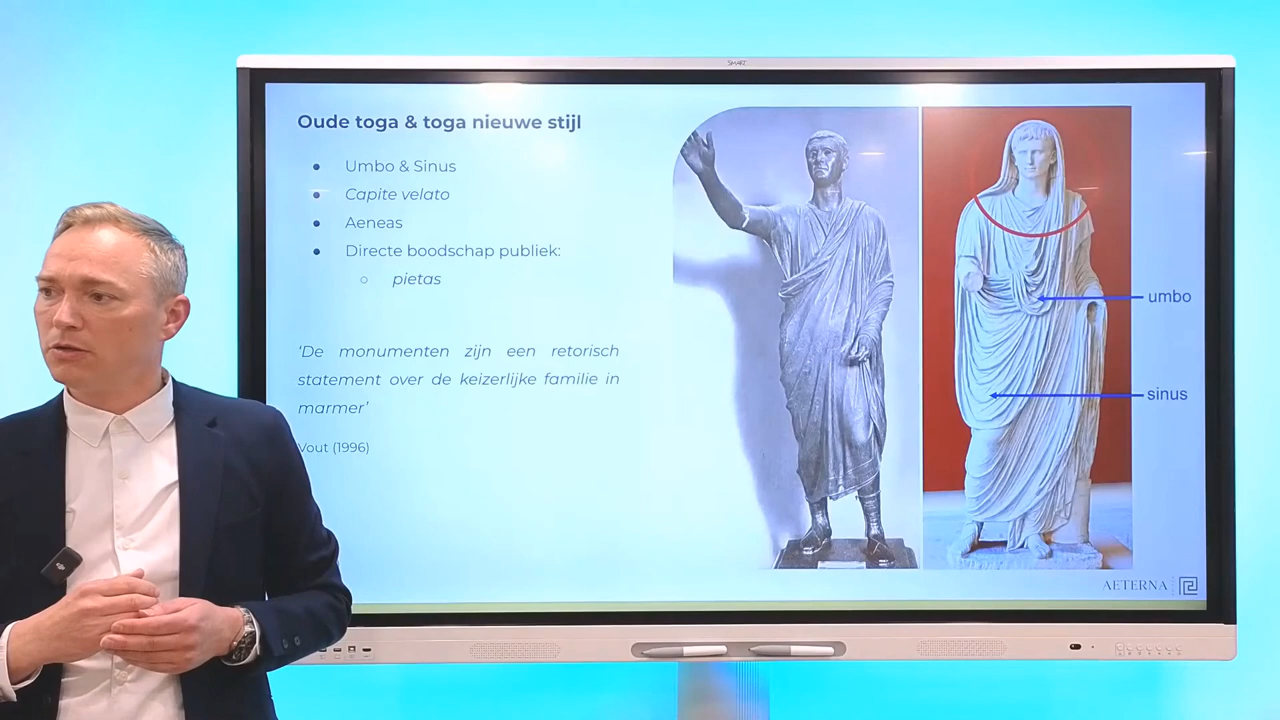 SMART
Oude toga & toga nieuwe stijl
Umbo & Sinus
Capite velato
Aeneas
Directe boodschap publiek:
pietas
‘De monumenten zijn een retorisch
statement over de keizerlijke familie in
marmer’
Vout (1996)
umbo
sinus
AETERNA